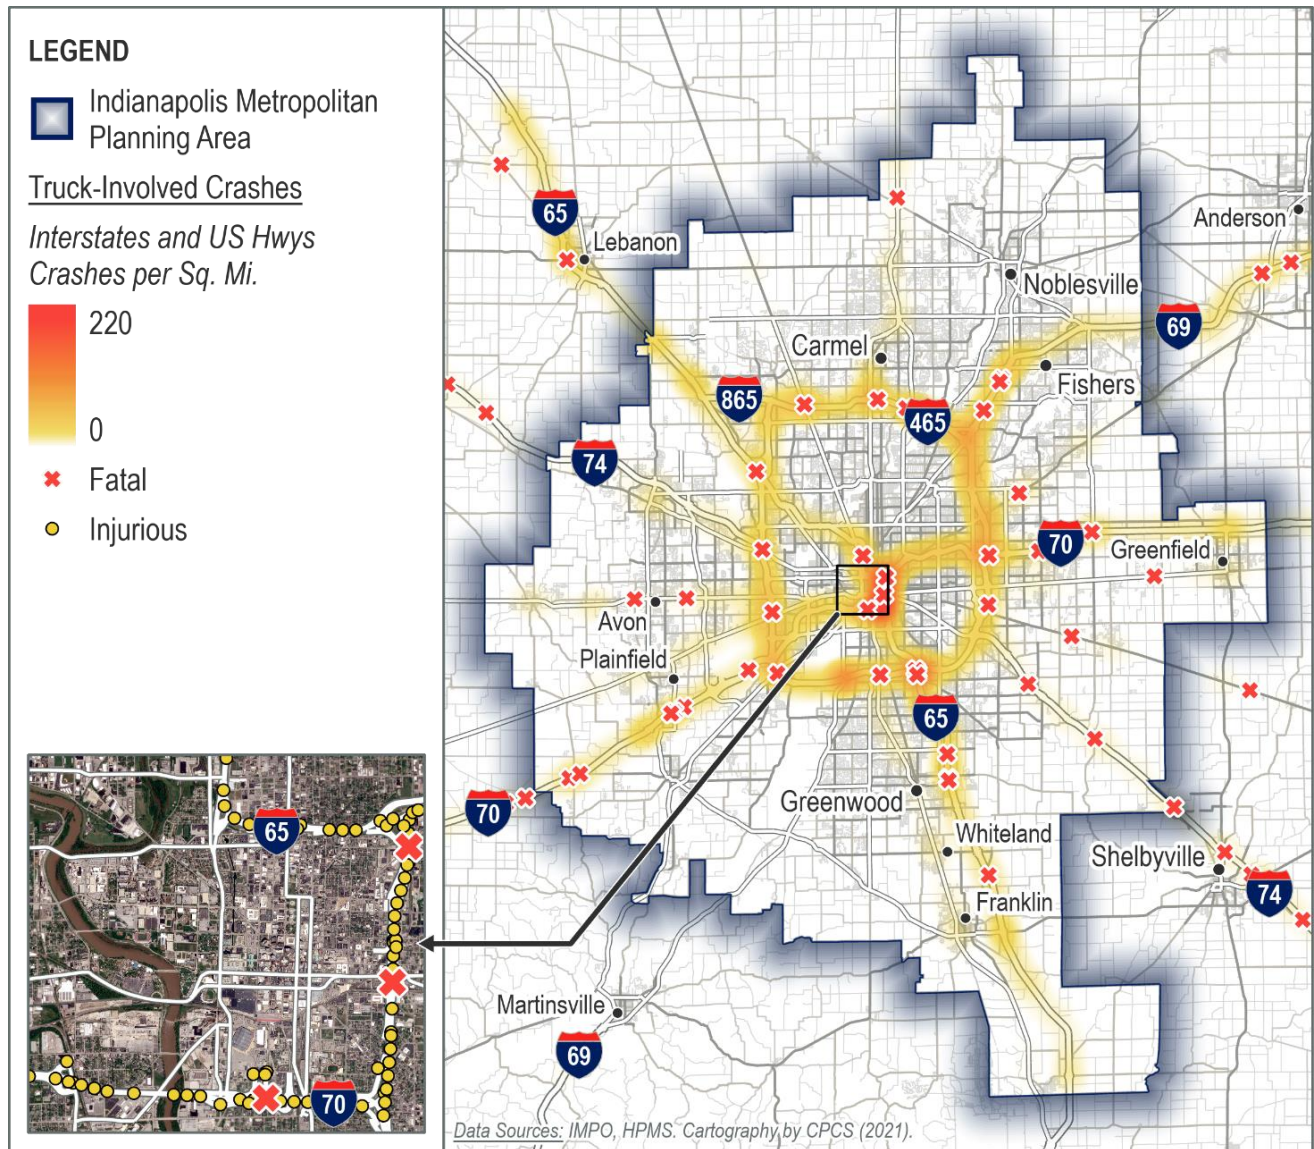 LEGEND
Indianapolis Metropolitan
Planning Area
Truck-Involved Crashes
Interstates and US Hwys
Crashes per Sq. Mi.
220
0
Fatal
Injurious
65
70
65
Lebanon
Anderson
Noblesville
69
Carmel
Fishers
865
465
74
70
Greenfield
Avon
Plainfield
65
70
Greenwood
Whiteland
Shelbyville
74
Franklin
Martinsville
69
Data Sources: IMPO, HPMS. Cartography by CPCS (2021).